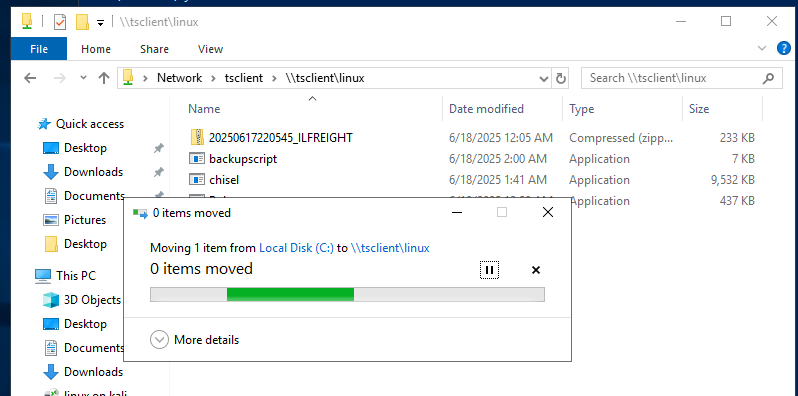 \\tsclient\linux
File Home Share View
Network tsclient \\tsclient\linux Search \\tsclient\linux
Name Date modified Type Size
Quick access
Desktop
Downloads
Documents
Pictures
Desktop
This PC
3D Objects
Desktop
Documents
Downloads
linux on kali
20250617220545_ILFREIGHT 6/18/2025 12:05 AM Compressed (zipp... 233 KB
backupscript 6/18/2025 2:00 AM Application 7 KB
chisel 6/18/2025 1:41 AM Application 9,532 KB
Application 437 KB
0 items moved
Moving 1 item from Local Disk (C:) to \\tsclient\linux
0 items moved
More details